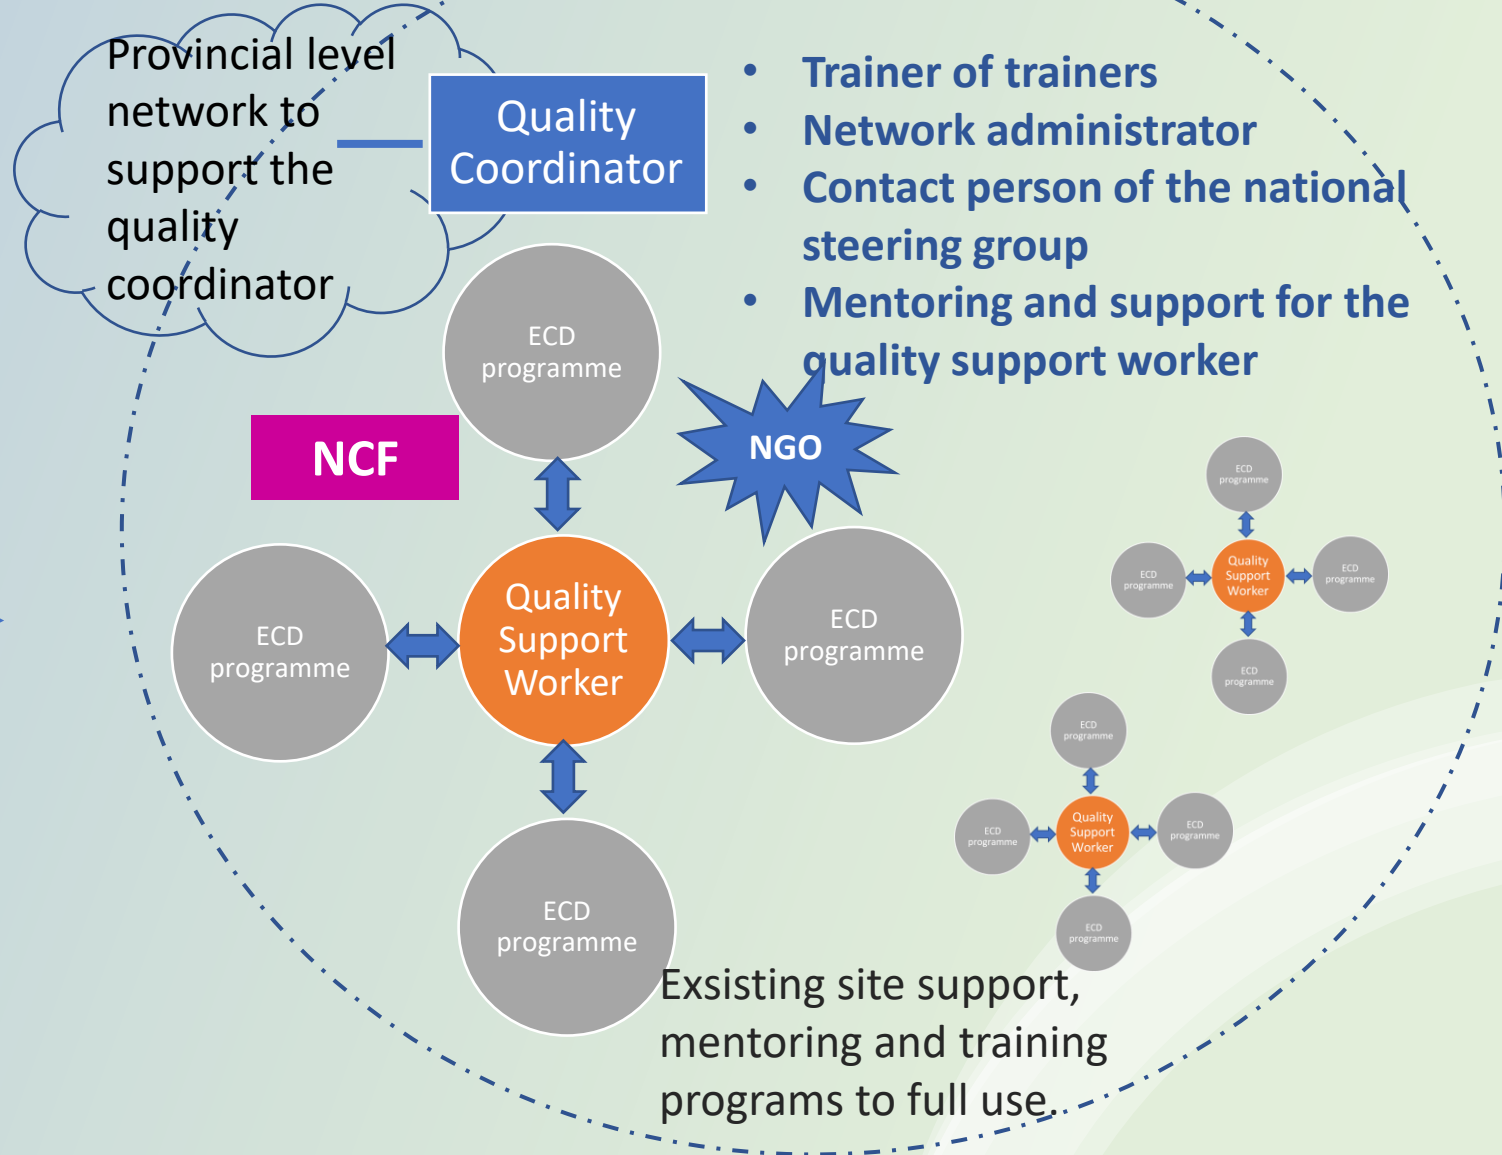 Provincial level
network to
support the
quality
coordinator
Quality
Coordinator
• Trainer of trainers
• Network administrator
• Contact person of the national
steering group
• Mentoring and support for the
quality support worker
ECD
programme
NCF
NGO
ECD
programme
Quality
Support
Worker
ECD
programme
ECD
programme
ECD
programme
ECD
programme
Quality
Support
Worker
ECD
programme
ECD
programme
ECD
programme
ECD
programme
Quality
Support
Worker
ECD
programme
ECD
programme
Exsisting site support,
mentoring and training
programs to full use.